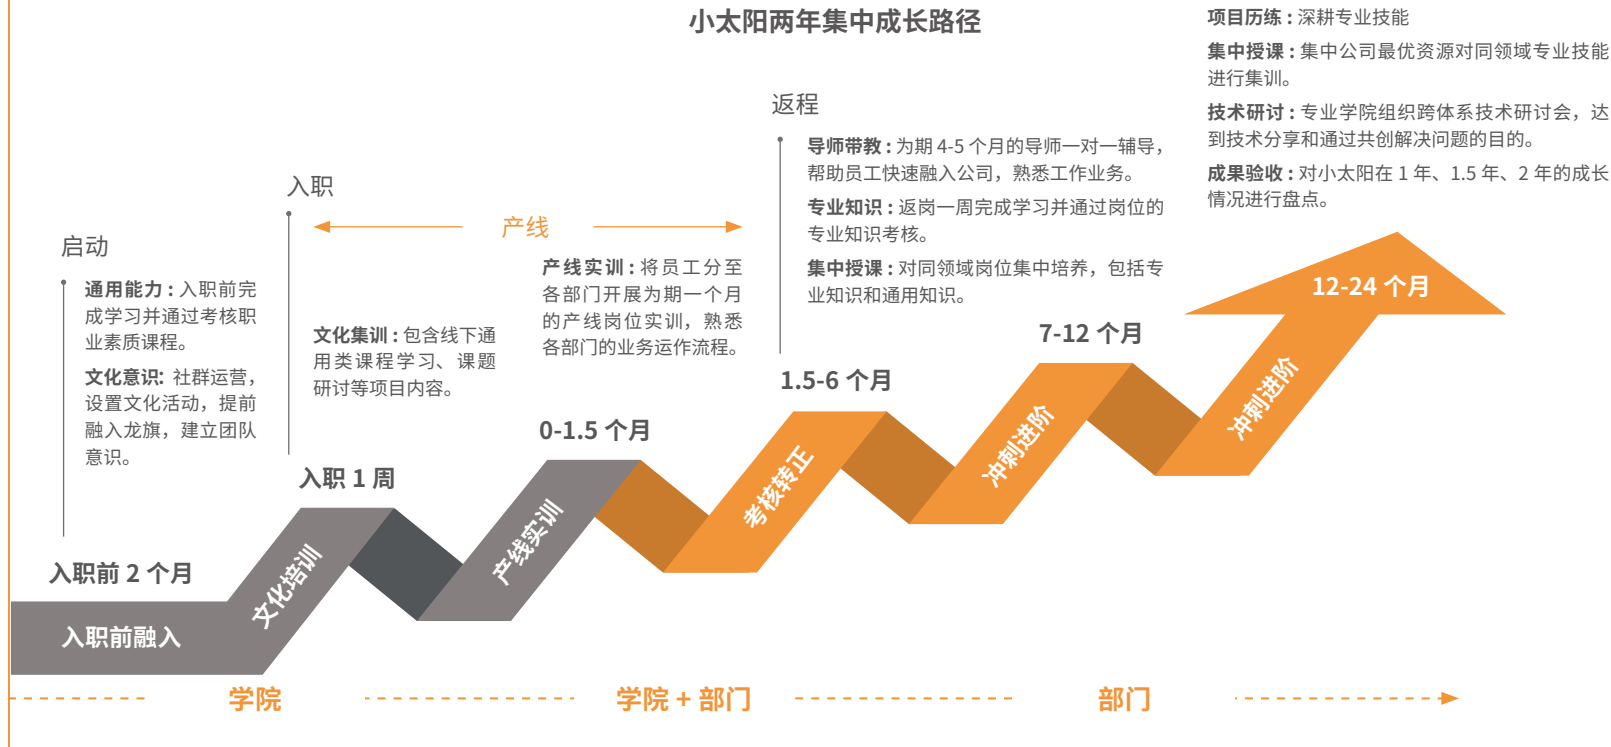 小太阳两年集中成长路径
启动
通用能力：入职前完
成学习并通过考核职
业素质课程。
文化意识：社群运营，
设置文化活动，提前
融入龙旗，建立团队
意识。
入职前 2 个月
入职前融入
入职
文化集训：包含线下通
用类课程学习、课题
研讨等项目内容。
入职 1 周
文化培训
产线
产线实训：将员工分至
各部门开展为期一个月
的产线岗位实训，熟悉
各部门的业务运作流程。
0-1.5 个月
产线实训
返程
导师带教：为期 4-5 个月的导师一对一辅导，
帮助员工快速融入公司，熟悉工作业务。
专业知识：返岗一周完成学习并通过岗位的
专业知识考核。
集中授课：对同领域岗位集中培养，包括专
业知识和通用知识。
1.5-6 个月
考核转正
7-12 个月
冲刺进阶
项目历练：深耕专业技能
集中授课：集中公司最优资源对同领域专业技能
进行集训。
技术研讨：专业学院组织跨体系技术研讨会，达
到技术分享和通过共创解决问题的目的。
成果验收：对小太阳在 1 年、1.5 年、2 年的成长
情况进行盘点。
12-24 个月
冲刺进阶
学院
学院 + 部门
部门